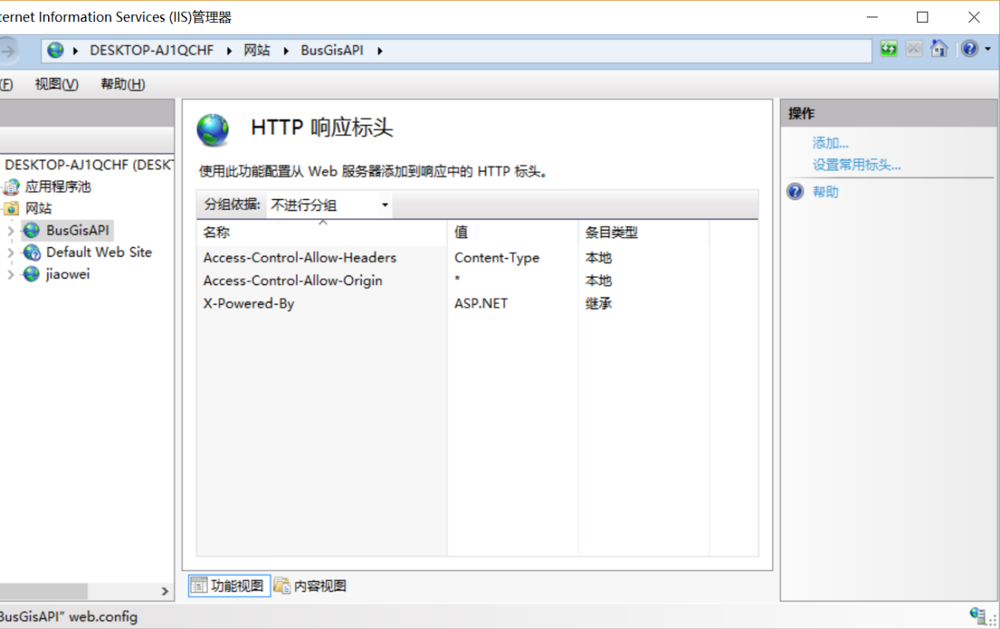 ternet Information Services (IIS)管理器
DESKTOP-AJ1QCHF 网站 BusGisAPI
(F) 视图(V) 帮助(H)
DESKTOP-AJ1QCHF (DESKT
应用程序池
网站
BusGisAPI
Default Web Site
jiaowei
HTTP 响应标头
使用此功能配置从 Web 服务器添加到响应中的 HTTP 标头。
分组依据: 不进行分组
名称 值 条目类型
Access-Control-Allow-Headers Content-Type 本地
Access-Control-Allow-Origin * 本地
X-Powered-By ASP.NET 继承
操作
添加...
设置常用标头...
帮助
功能视图 内容视图
BusGisAPI" web.config